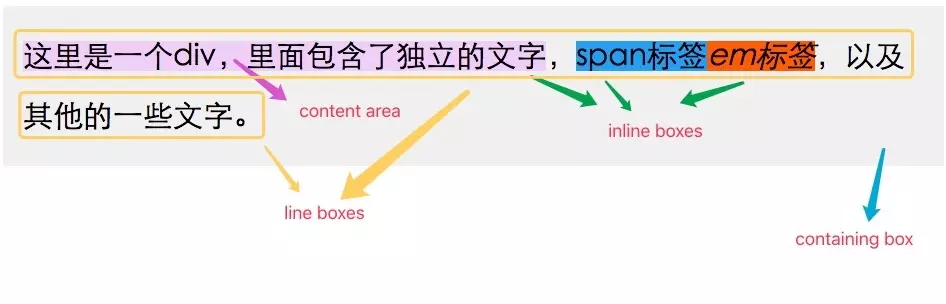 这里是一个div，里面包含了独立的文字，span标签em标签，以及
其他的一些文字。
content area
inline boxes
line boxes
containing box